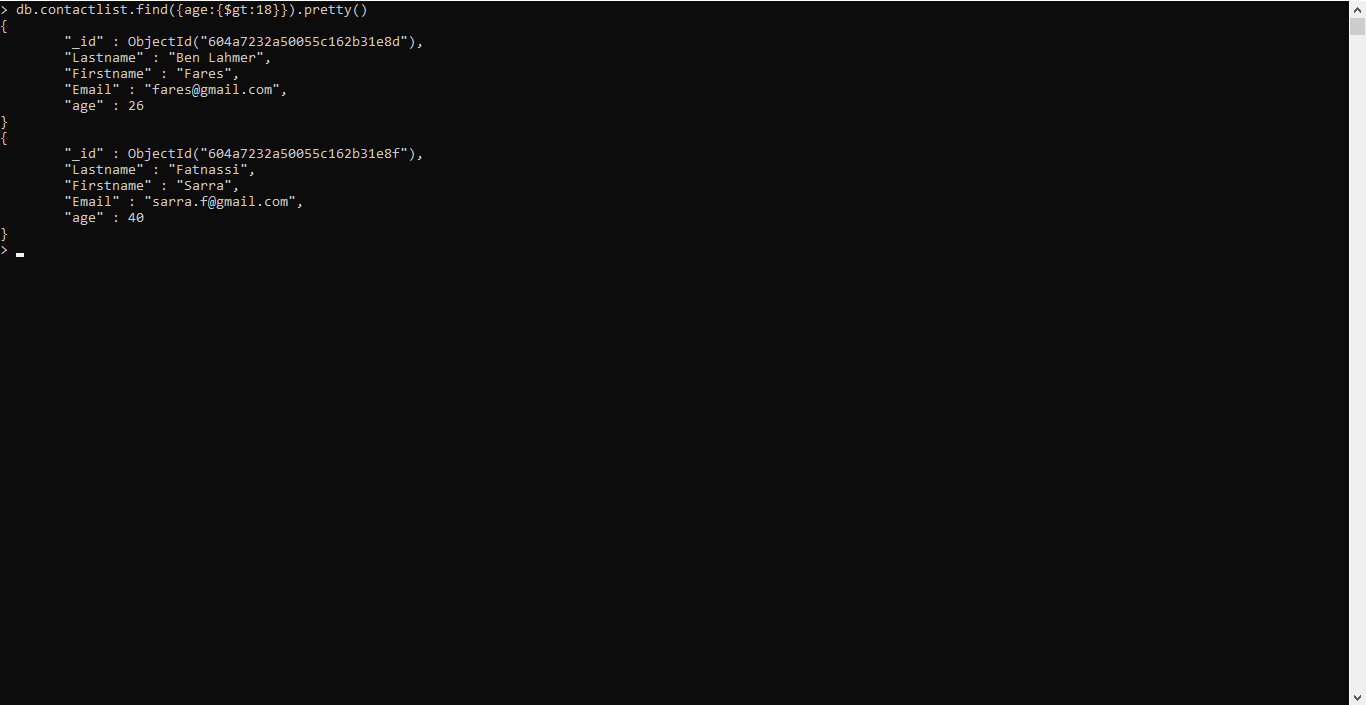 > db.contactlist.find({age:{$gt:18}}).pretty()
{
        "_id" : ObjectId("604a7232a50055c162b31e8d"),
        "Lastname" : "Ben Lahmer",
        "Firstname" : "Fares",
        "Email" : "fares@gmail.com",
        "age" : 26
}
{
        "_id" : ObjectId("604a7232a50055c162b31e8f"),
        "Lastname" : "Fatnassi",
        "Firstname" : "Sarra",
        "Email" : "sarra.f@gmail.com",
        "age" : 40
}
>